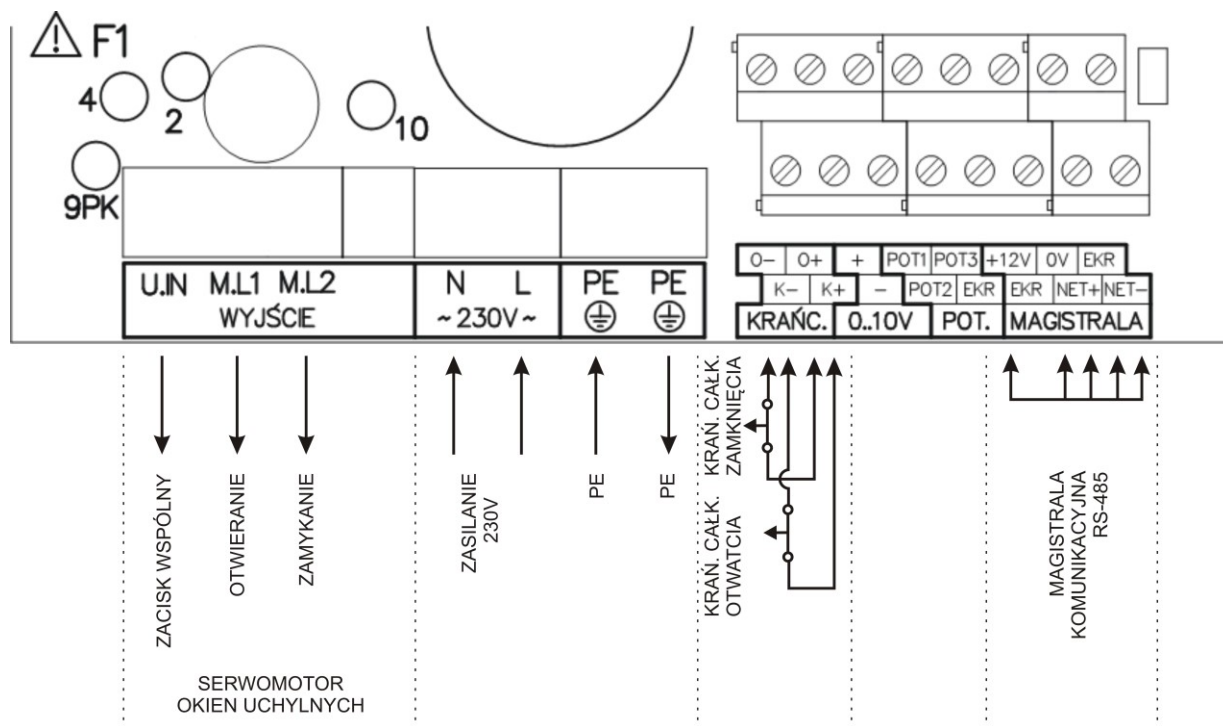 ⚠ F1
4
2
10
9PK
U.IN M.L1 M.L2
WYJŚCIE
N L
~ 230V ~
PE PE
O- O+ + POT1 POT3 +12V 0V EKR
K- K+ - POT2 EKR EKR NET+ NET-
KRAŃC. 0..10V POT. MAGISTRALA
ZACISK WSPÓLNY
OTWIERANIE
ZAMYKANIE
SERWOMOTOR
OKIEN UCHYLNYCH
ZASILANIE
230V
PE
PE
KRAŃ. CAŁK.
ZAMKNIĘCIA
KRAŃ. CAŁK.
OTWATCIA
MAGISTRALA
KOMUNIKACYJNA
RS-485